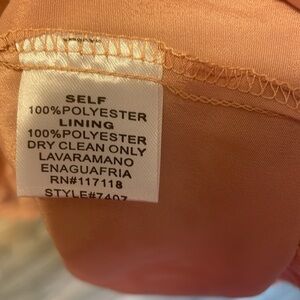 SELF
100%POLYESTER
LINING
100%POLYESTER
DRY CLEAN ONLY
LAVARAMANO
ENAGUAFRIA
RN#117118
STYLE#7407